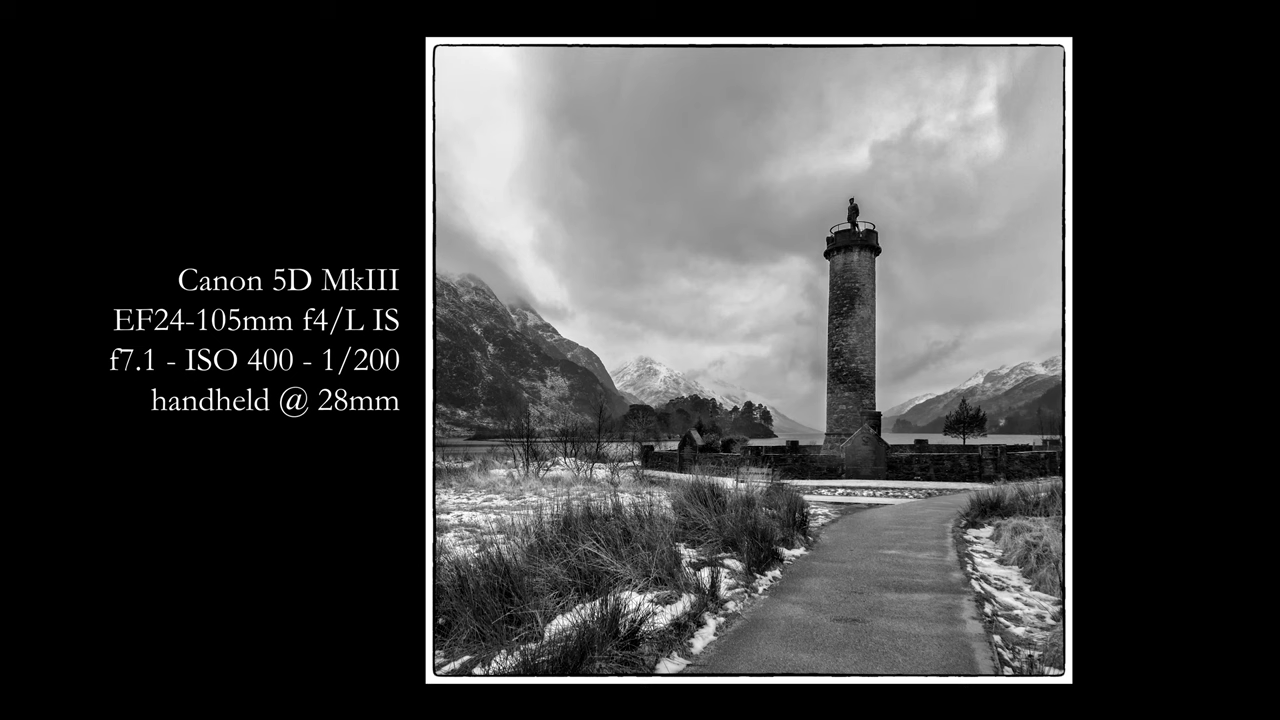 Canon 5D MkIII
EF24-105mm f4/L IS
f7.1 - ISO 400 - 1/200
handheld @ 28mm